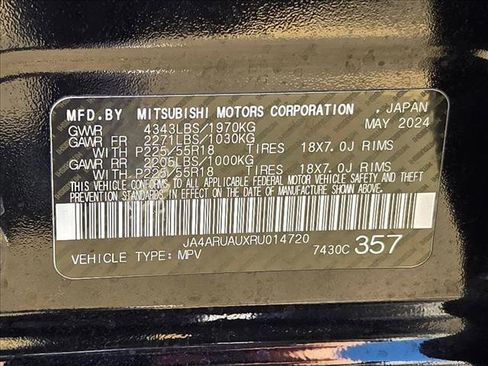 MFD.BY MITSUBISHI MOTORS CORPORATION , JAPAN
GVWR 4343LBS/1970KG MAY 2024
GAWR FR 2271LBS/1030KG
WITH P225/55R18 TIRES 18X7.0J RIMS
GAWR RR 2205LBS/1000KG
WITH P225/55R18 TIRES 18X7.0J RIMS
THIS VEHICLE CONFORMS TO ALL APPLICABLE FEDERAL MOTOR VEHICLE SAFETY AND THEFT
PREVENTION STANDARDS IN EFFECT ON THE DATE OF MANUFACTURE SHOWN ABOVE.
JA4ARUAUXRU014720
VEHICLE TYPE: MPV 7430C 357